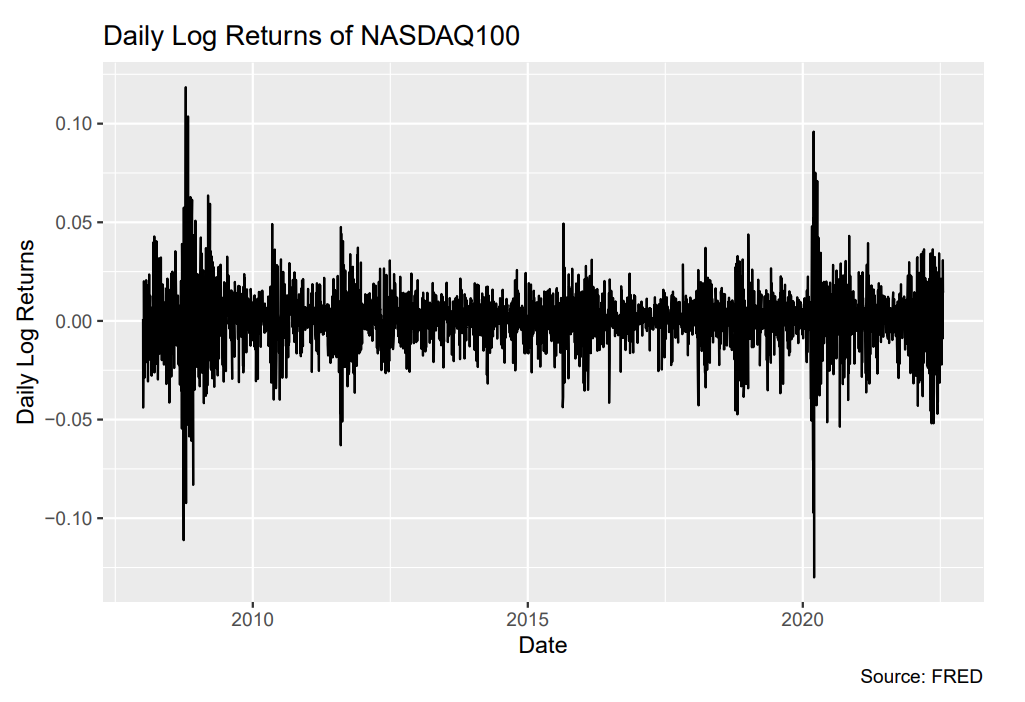 Daily Log Returns of NASDAQ100
Daily Log Returns
0.10
0.05
0.00
−0.05
−0.10
2010 2015 2020
Date
Source: FRED